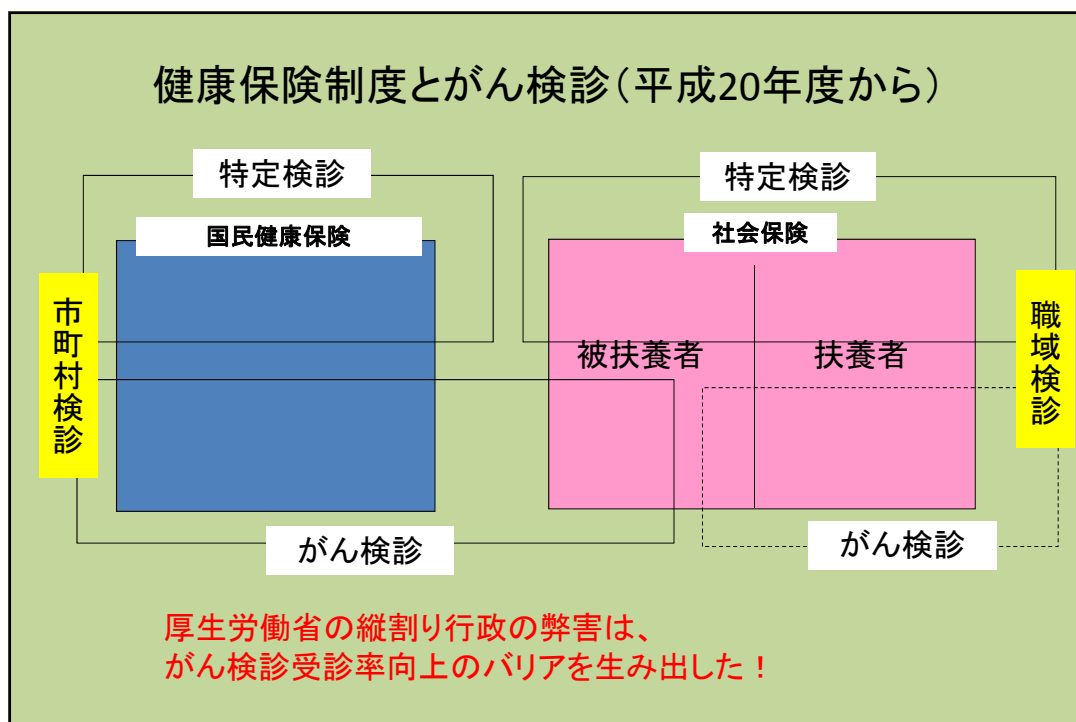 健康保険制度とがん検診（平成20年度から）
特定検診
特定検診
国民健康保険
社会保険
市町村検診
被扶養者
扶養者
職域検診
がん検診
がん検診
厚生労働省の縦割り行政の弊害は、
がん検診受診率向上のバリアを生み出した！